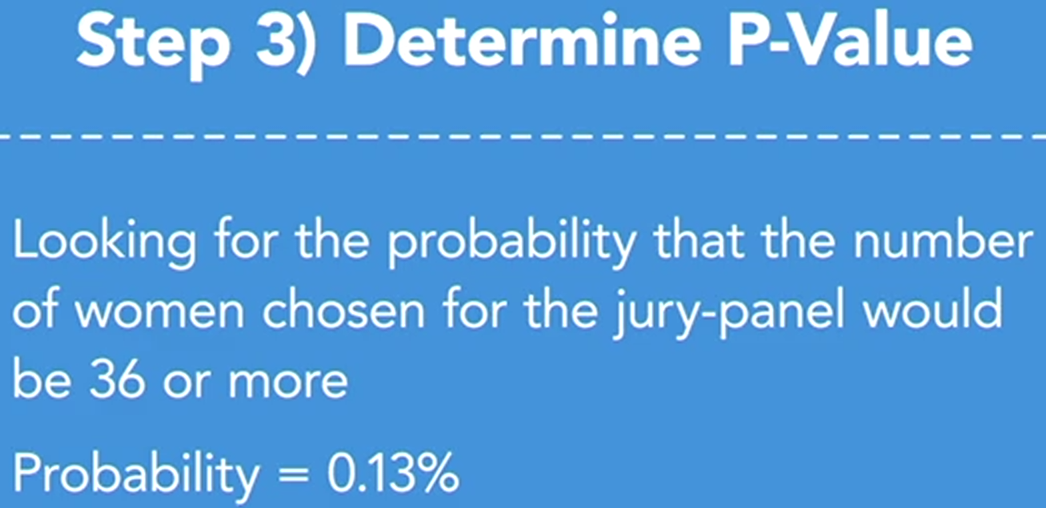 Step 3) Determine P-Value
Looking for the probability that the number
of women chosen for the jury-panel would
be 36 or more
Probability = 0.13%